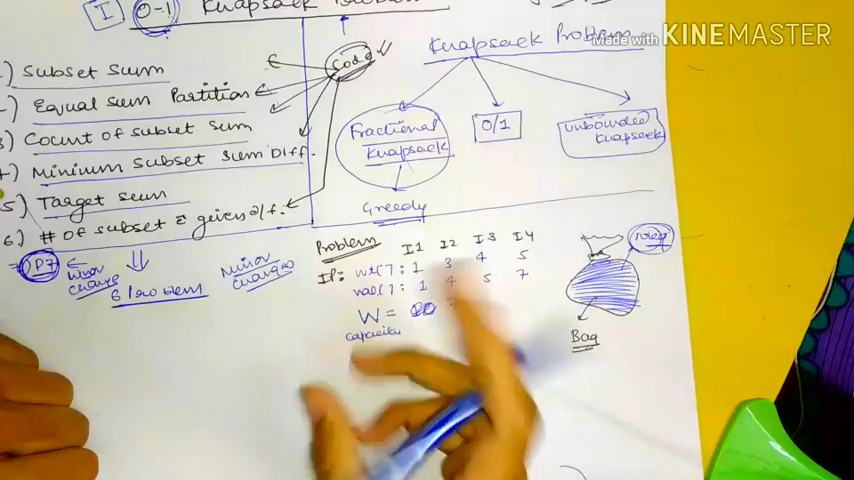 I 0-1 Knapsack Problem
1) Subset sum
2) Equal sum Partition
3) Count of subset sum
4) Minimum subset sum Diff.
5) Target sum
6) # of subset & given diff.
Code
Knapsack Problem
Fractional
Knapsack
0/1
unbounded
Knapsack
Greedy
minor
change
6 Problem
Minor
changes
Problem
I1 I2 I3 I4
I/P: wt[] : 1 3 4 5
val[] : 1 4 5 7
W =
capacity
Bag
Made with KINEMASTER